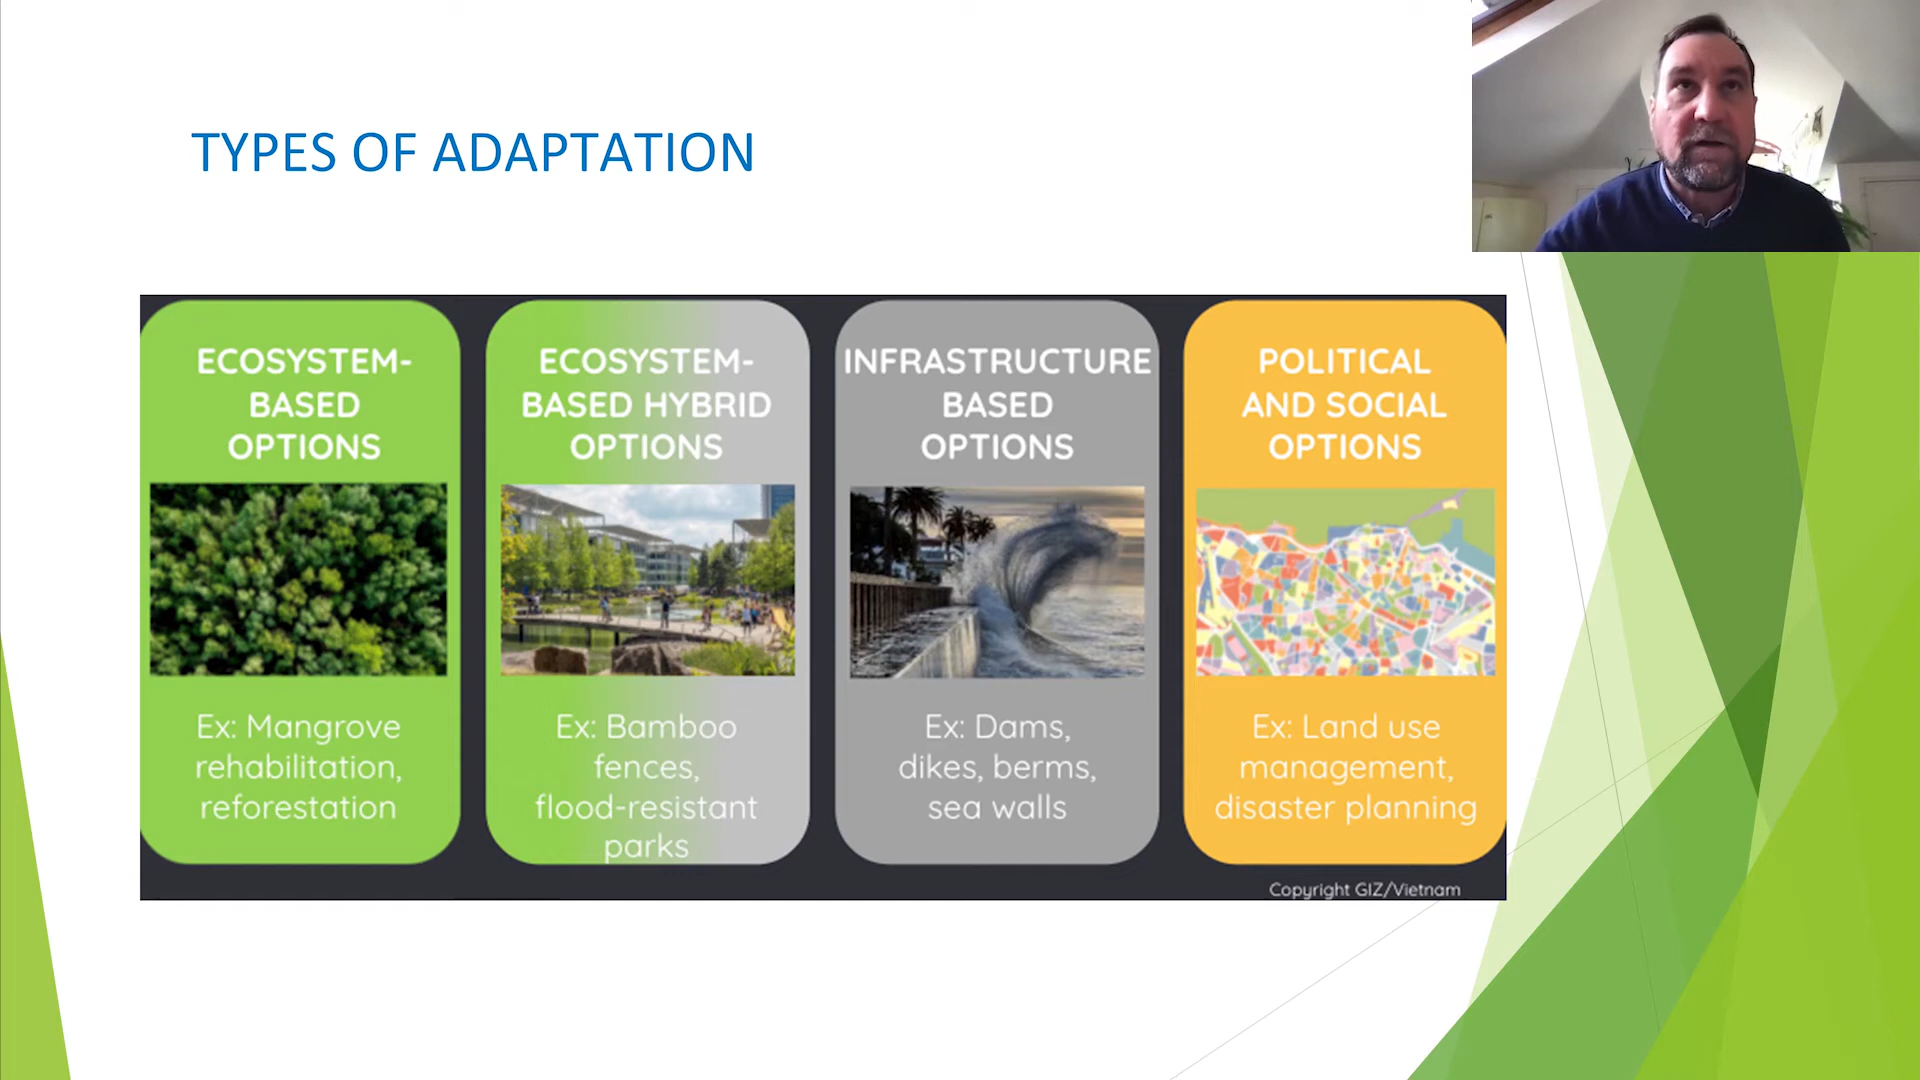 TYPES OF ADAPTATION
ECOSYSTEM-
BASED
OPTIONS
Ex: Mangrove
rehabilitation,
reforestation
ECOSYSTEM-
BASED HYBRID
OPTIONS
Ex: Bamboo
fences,
flood-resistant
parks
INFRASTRUCTURE
BASED
OPTIONS
Ex: Dams,
dikes, berms,
sea walls
POLITICAL
AND SOCIAL
OPTIONS
Ex: Land use
management,
disaster planning
Copyright GIZ/Vietnam